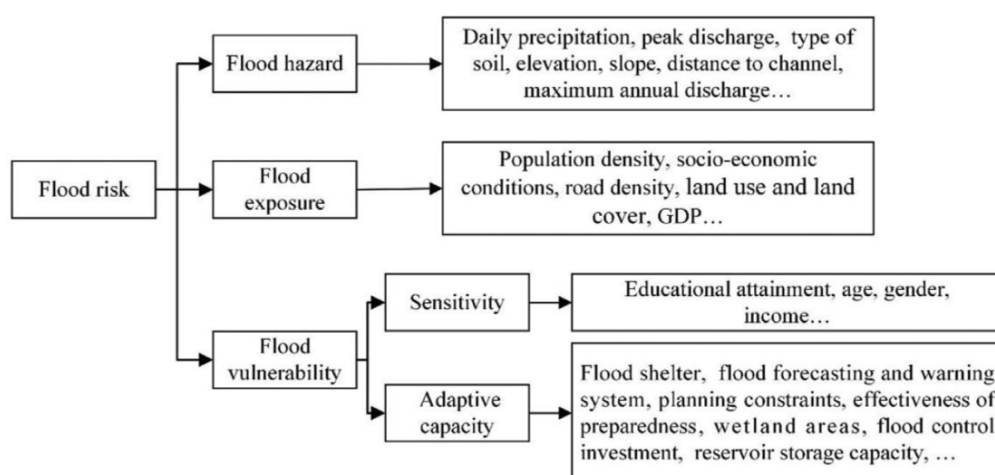 Flood hazard
Daily precipitation, peak discharge, type of
soil, elevation, slope, distance to channel,
maximum annual discharge…
Flood risk
Flood
exposure
Population density, socio-economic
conditions, road density, land use and land
cover, GDP…
Flood
vulnerability
Sensitivity
Educational attainment, age, gender,
income…
Adaptive
capacity
Flood shelter, flood forecasting and warning
system, planning constraints, effectiveness of
preparedness, wetland areas, flood control
investment, reservoir storage capacity, …